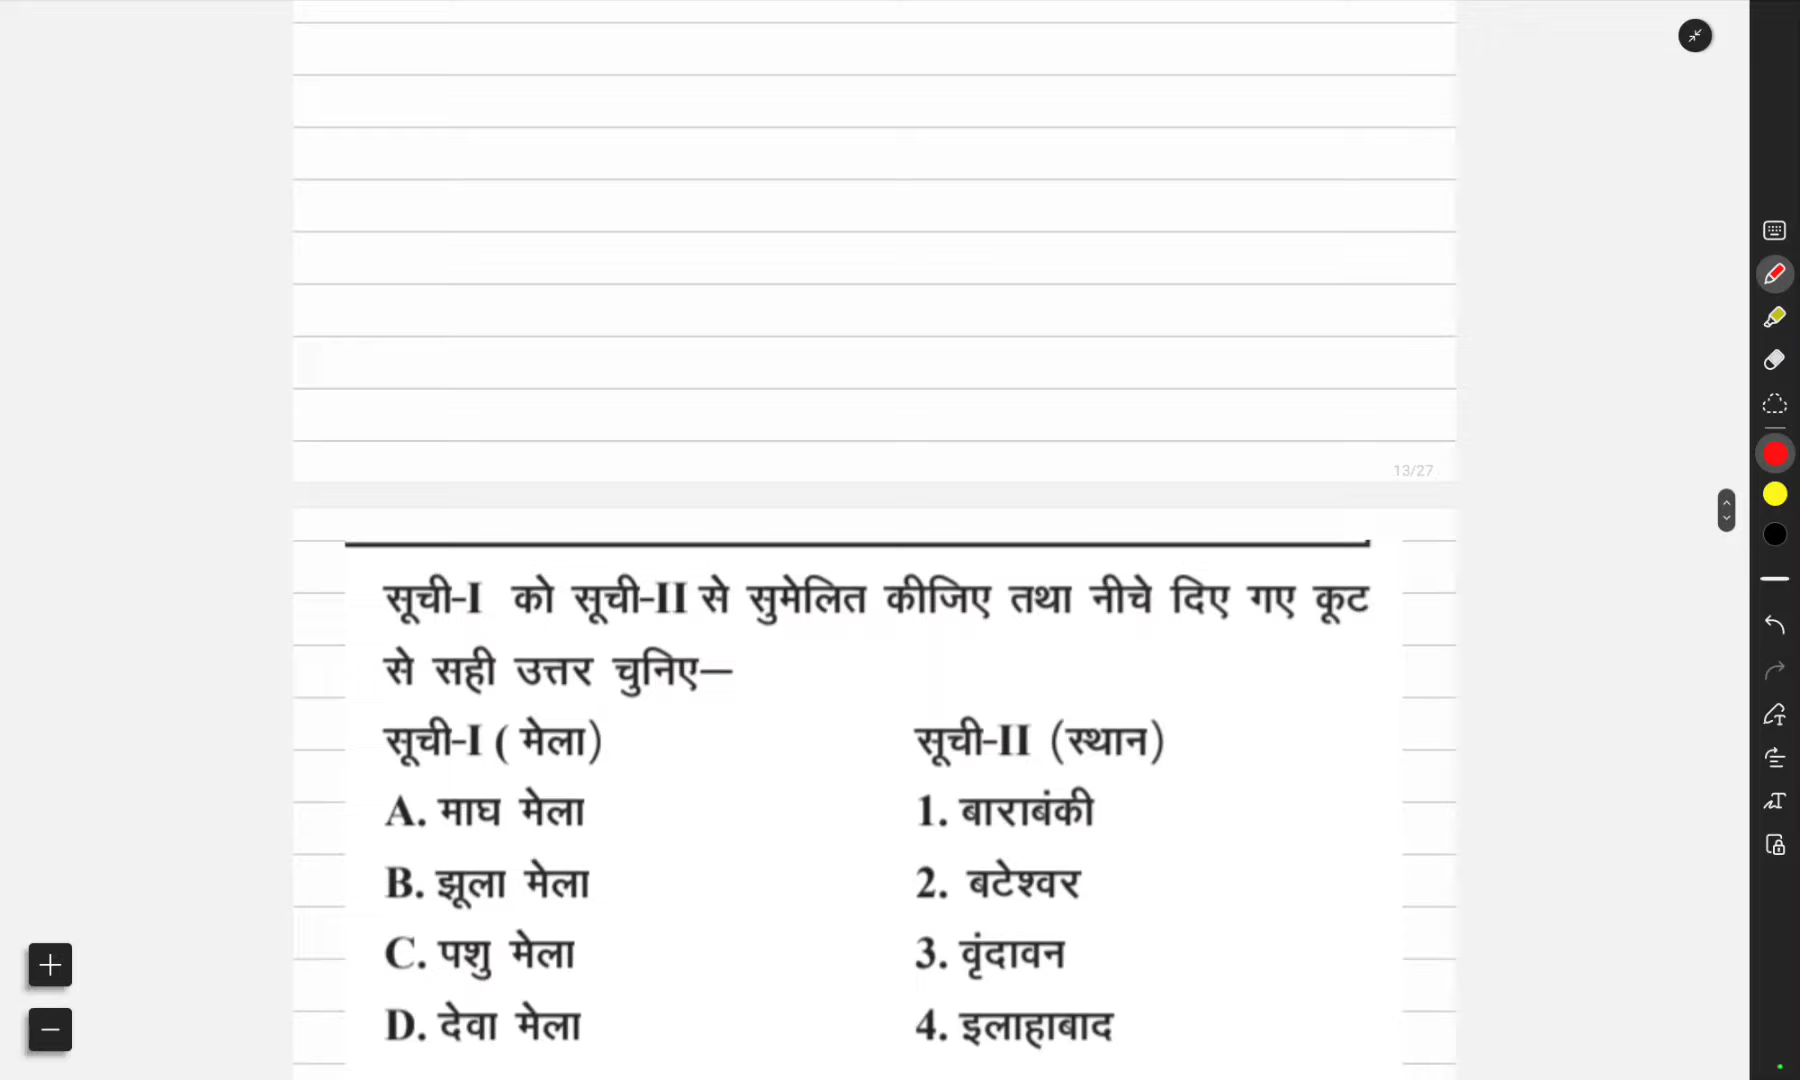 13/27
सूची-I को सूची-II से सुमेलित कीजिए तथा नीचे दिए गए कूट
से सही उत्तर चुनिए—
सूची-I ( मेला) सूची-II (स्थान)
A. माघ मेला 1. बाराबंकी
B. झूला मेला 2. बटेश्वर
C. पशु मेला 3. वृंदावन
D. देवा मेला 4. इलाहाबाद